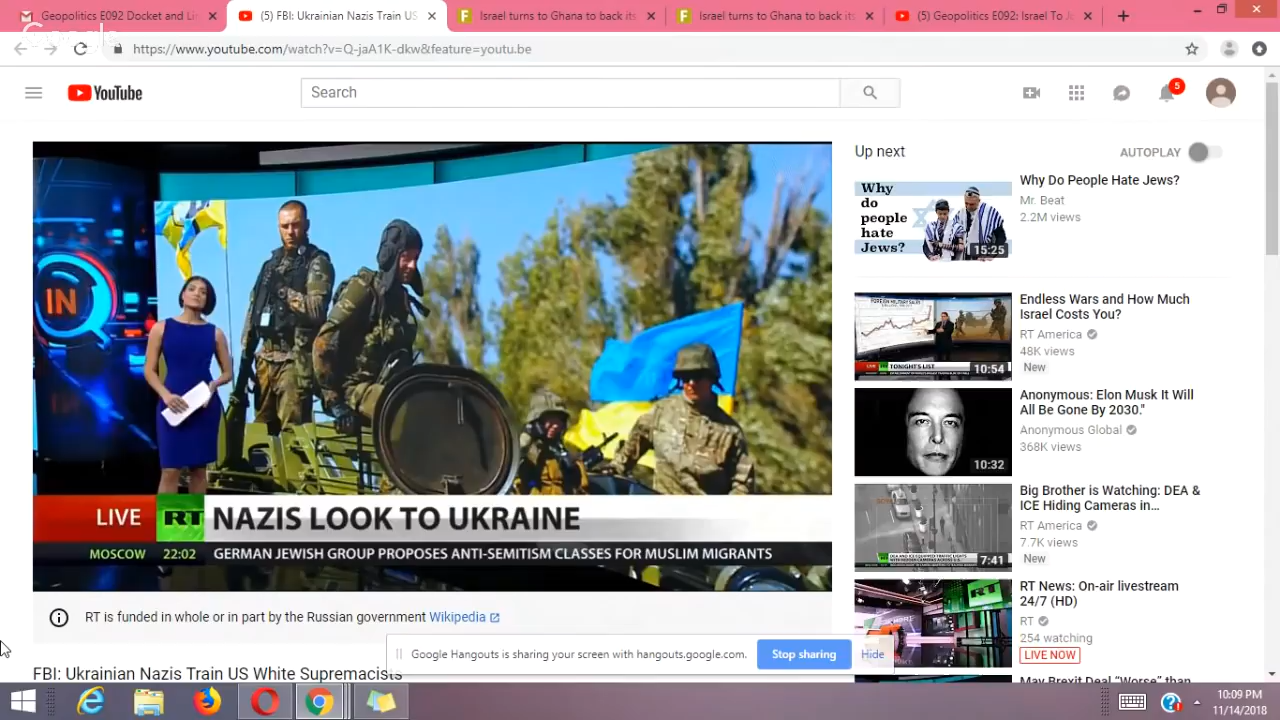 Geopolitics E092 Docket and Li
(5) FBI: Ukrainian Nazis Train US
Israel turns to Ghana to back its
Israel turns to Ghana to back its
(5) Geopolitics E092: Israel To Jo
https://www.youtube.com/watch?v=Q-jaA1K-dkw&feature=youtu.be
YouTube
Search
5
IN
LIVE RT NAZIS LOOK TO UKRAINE
MOSCOW 22:02 GERMAN JEWISH GROUP PROPOSES ANTI-SEMITISM CLASSES FOR MUSLIM MIGRANTS
RT is funded in whole or in part by the Russian government Wikipedia
FBI: Ukrainian Nazis Train US White Supremacists
Up next
AUTOPLAY
Why
do
people
hate
Jews?
15:25
Why Do People Hate Jews?
Mr. Beat
2.2M views
TONIGHT'S LIST
10:54
Endless Wars and How Much
Israel Costs You?
RT America
48K views
New
10:32
Anonymous: Elon Musk It Will
All Be Gone By 2030."
Anonymous Global
368K views
7:41
Big Brother is Watching: DEA &
ICE Hiding Cameras in...
RT America
7.7K views
New
RT
RT News: On-air livestream
24/7 (HD)
RT
254 watching
LIVE NOW
May Brexit Deal "Worse" than
Google Hangouts is sharing your screen with hangouts.google.com.
Stop sharing
Hide
10:09 PM
11/14/2018